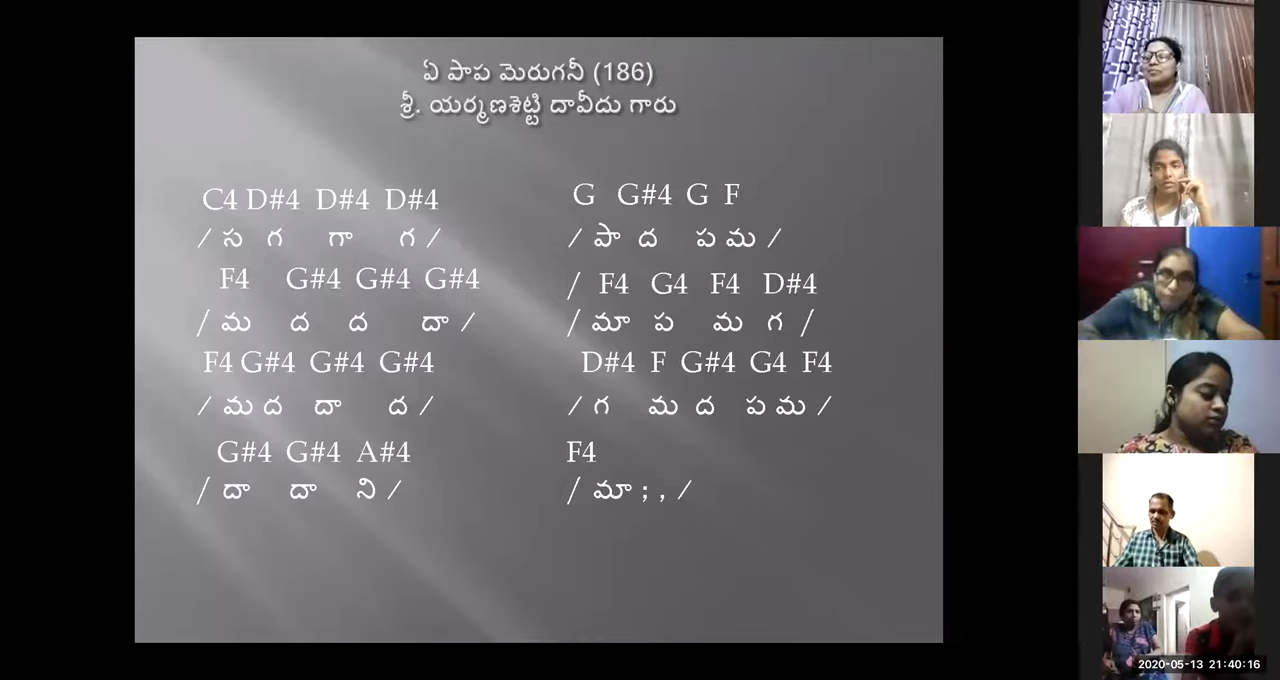 ఏ పాప మెరుగనీ (186)
శ్రీ. యర్మణశెట్టి దావీదు గారు
C4 D#4 D#4 D#4
/ స గ గా గ /
F4 G#4 G#4 G#4
/ మ ద ద దా /
F4 G#4 G#4 G#4
/ మ ద దా ద /
G#4 G#4 A#4
/ దా దా ని /
G G#4 G F
/ పా ద ప మ /
/ F4 G4 F4 D#4
/ మా ప మ గ /
D#4 F G#4 G4 F4
/ గ మ ద ప మ /
F4
/ మా ; , /
2020-05-13 21:40:16